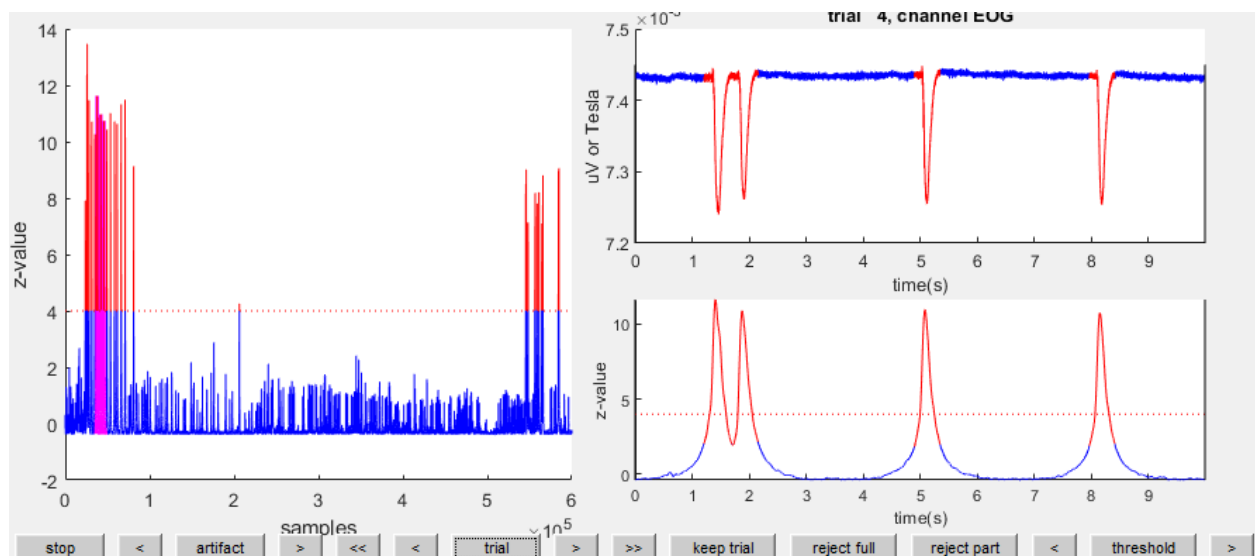 14
12
10
8
6
4
2
0
-2
z-value
0 1 2 3 4 5 6
samples
×10^5
trial 4, channel EOG
7.5
7.4
7.3
7.2
uV or Tesla
0 1 2 3 4 5 6 7 8 9
time(s)
10
5
0
z-value
0 1 2 3 4 5 6 7 8 9
time(s)
stop < artifact > << < trial > >> keep trial reject full reject part < threshold >